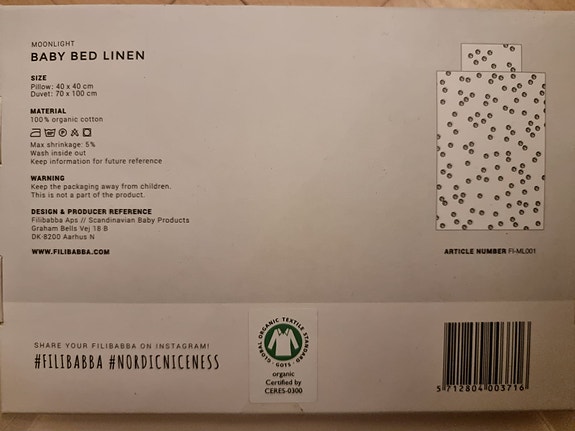 MOONLIGHT
BABY BED LINEN
SIZE
Pillow: 40 x 40 cm
Duvet: 70 x 100 cm
MATERIAL
100% organic cotton
Max shrinkage: 5%
Wash inside out
Keep information for future reference
WARNING
Keep the packaging away from children.
This is not a part of the product.
DESIGN & PRODUCER REFERENCE
Filibabba Aps // Scandinavian Baby Products
Graham Bells Vej 18 B
DK-8200 Aarhus N
WWW.FILIBABBA.COM
ARTICLE NUMBER FI-ML001
SHARE YOUR FILIBABBA ON INSTAGRAM!
#FILIBABBA #NORDICNICENESS
GLOBAL ORGANIC TEXTILE STANDARD
· GOTS ·
organic
Certified by
CERES-0300
5 712804 003716